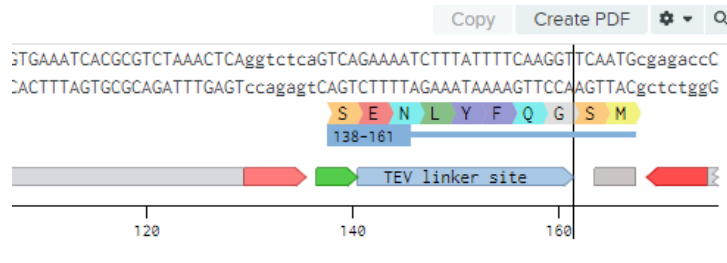 Copy Create PDF
GTGAAATCACGCGTCTAAACTCAggtctcaGTCAGAAAATCTTTATTTTCAAGGTTCAATGcgagaccC
CACTTTAGTGCGCAGATTTGAGTccagagtCAGTCTTTTAGAAATAAAAGTTCCAAGTTACgctctggG
S E N L Y F Q G S M
138-161
TEV linker site
120 140 160